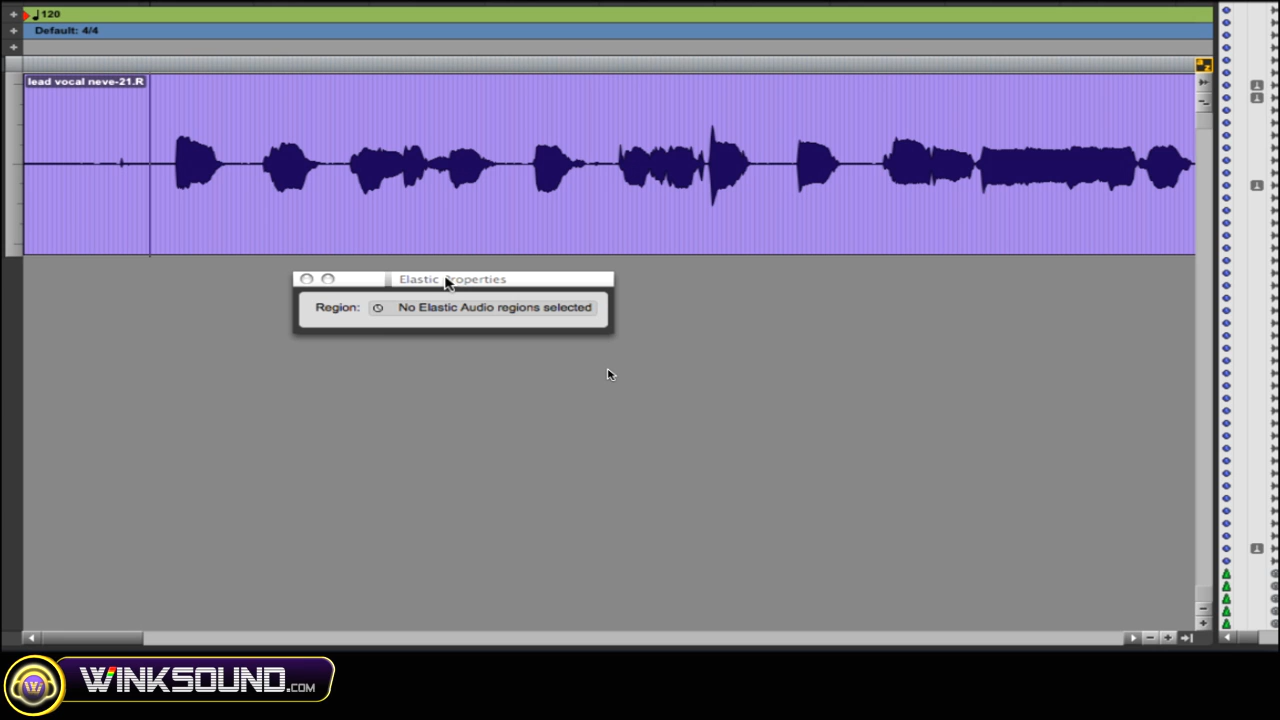 120
Default: 4/4
lead vocal neve-21.R
Elastic Properties
Region: No Elastic Audio regions selected
WINKSOUND.COM